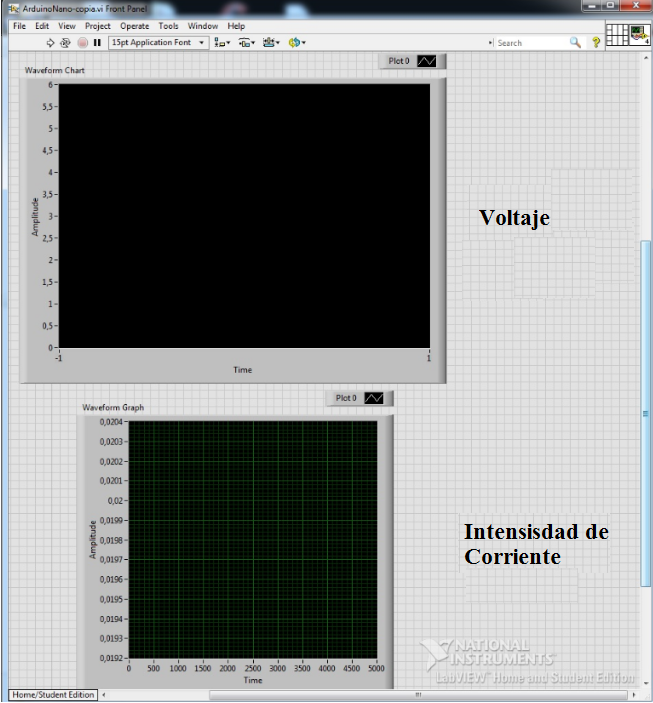 ArduinoNano-copia.vi Front Panel
File Edit View Project Operate Tools Window Help
15pt Application Font
Search
4
Plot 0
Waveform Chart
6
5,5
5
4,5
4
3,5
3
2,5
2
1,5
1
0,5
0
Amplitude
-1
1
Time
Voltaje
Plot 0
Waveform Graph
0,0204
0,0203
0,0202
0,0201
0,02
0,0199
0,0198
0,0197
0,0196
0,0195
0,0194
0,0193
0,0192
Amplitude
0 500 1000 1500 2000 2500 3000 3500 4000 4500 5000
Time
Intensisdad de
Corriente
NATIONAL
INSTRUMENTS
LabVIEW™ Home and Student Edition
Home/Student Edition